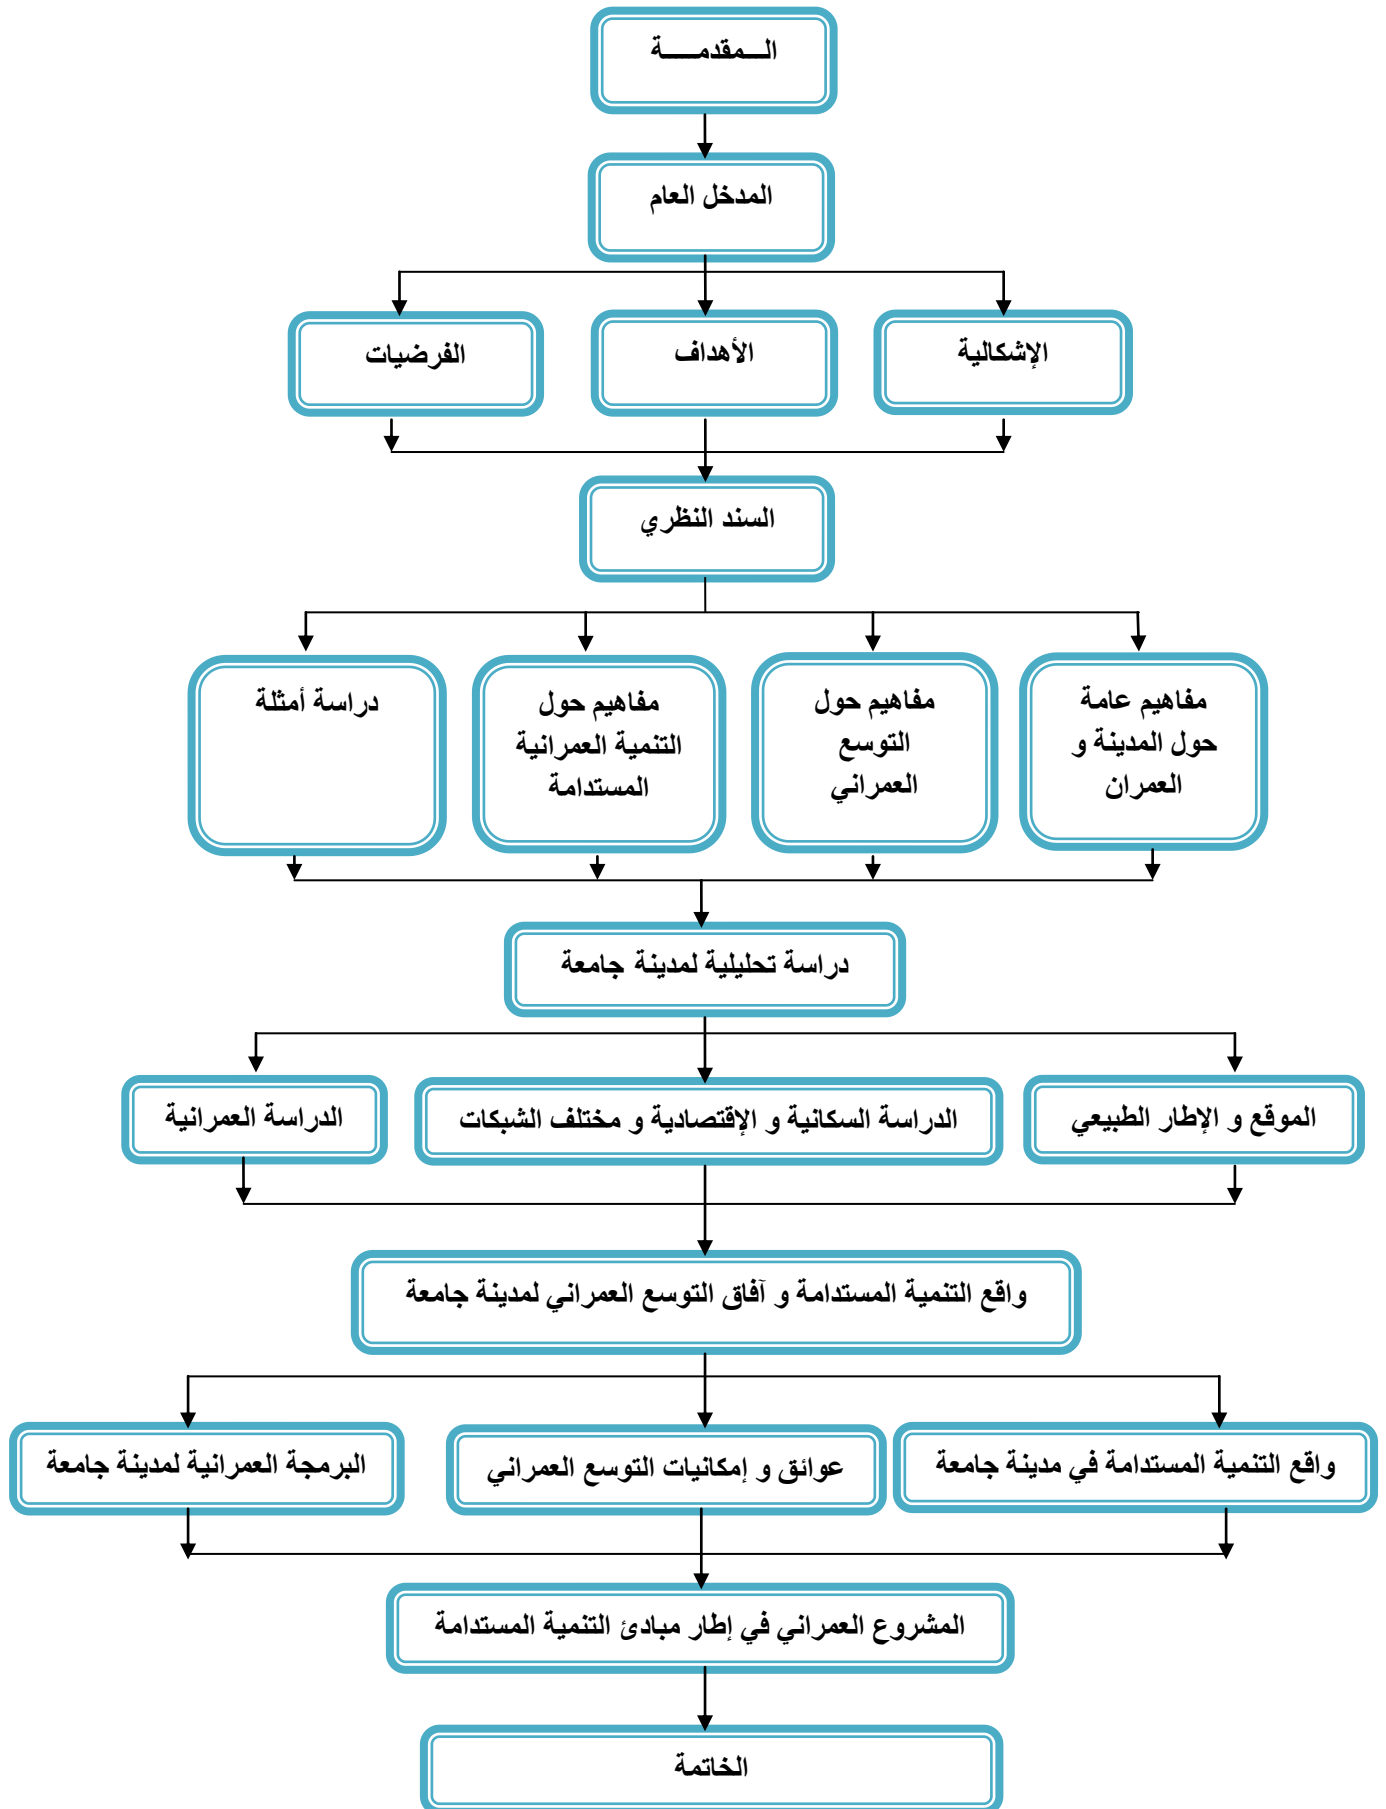 الـــمقدمـــــة
المدخل العام
الإشكالية
الأهداف
الفرضيات
السند النظري
مفاهيم عامة
حول المدينة و
العمران
مفاهيم حول
التوسع
العمراني
مفاهيم حول
التنمية العمرانية
المستدامة
دراسة أمثلة
دراسة تحليلية لمدينة جامعة
الموقع و الإطار الطبيعي
الدراسة السكانية و الإقتصادية و مختلف الشبكات
الدراسة العمرانية
واقع التنمية المستدامة و آفاق التوسع العمراني لمدينة جامعة
واقع التنمية المستدامة في مدينة جامعة
عوائق و إمكانيات التوسع العمراني
البرمجة العمرانية لمدينة جامعة
المشروع العمراني في إطار مبادئ التنمية المستدامة
الخاتمة